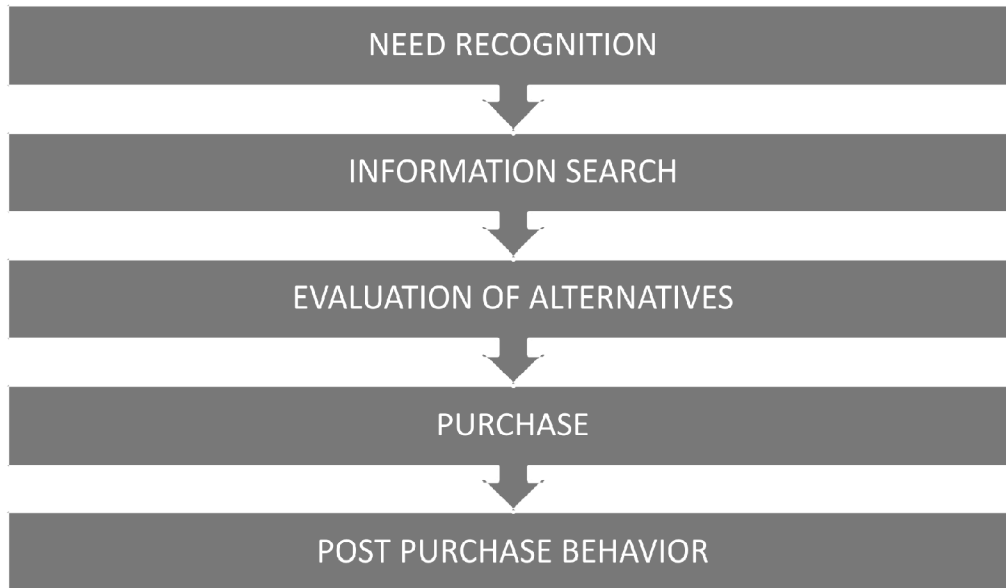 NEED RECOGNITION
INFORMATION SEARCH
EVALUATION OF ALTERNATIVES
PURCHASE
POST PURCHASE BEHAVIOR